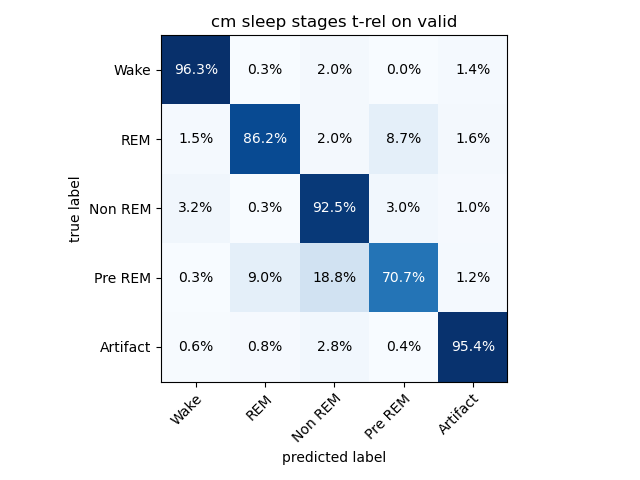 cm sleep stages t-rel on valid
Wake 96.3% 0.3% 2.0% 0.0% 1.4%
REM 1.5% 86.2% 2.0% 8.7% 1.6%
Non REM 3.2% 0.3% 92.5% 3.0% 1.0%
Pre REM 0.3% 9.0% 18.8% 70.7% 1.2%
Artifact 0.6% 0.8% 2.8% 0.4% 95.4%
true label
Wake REM Non REM Pre REM Artifact
predicted label